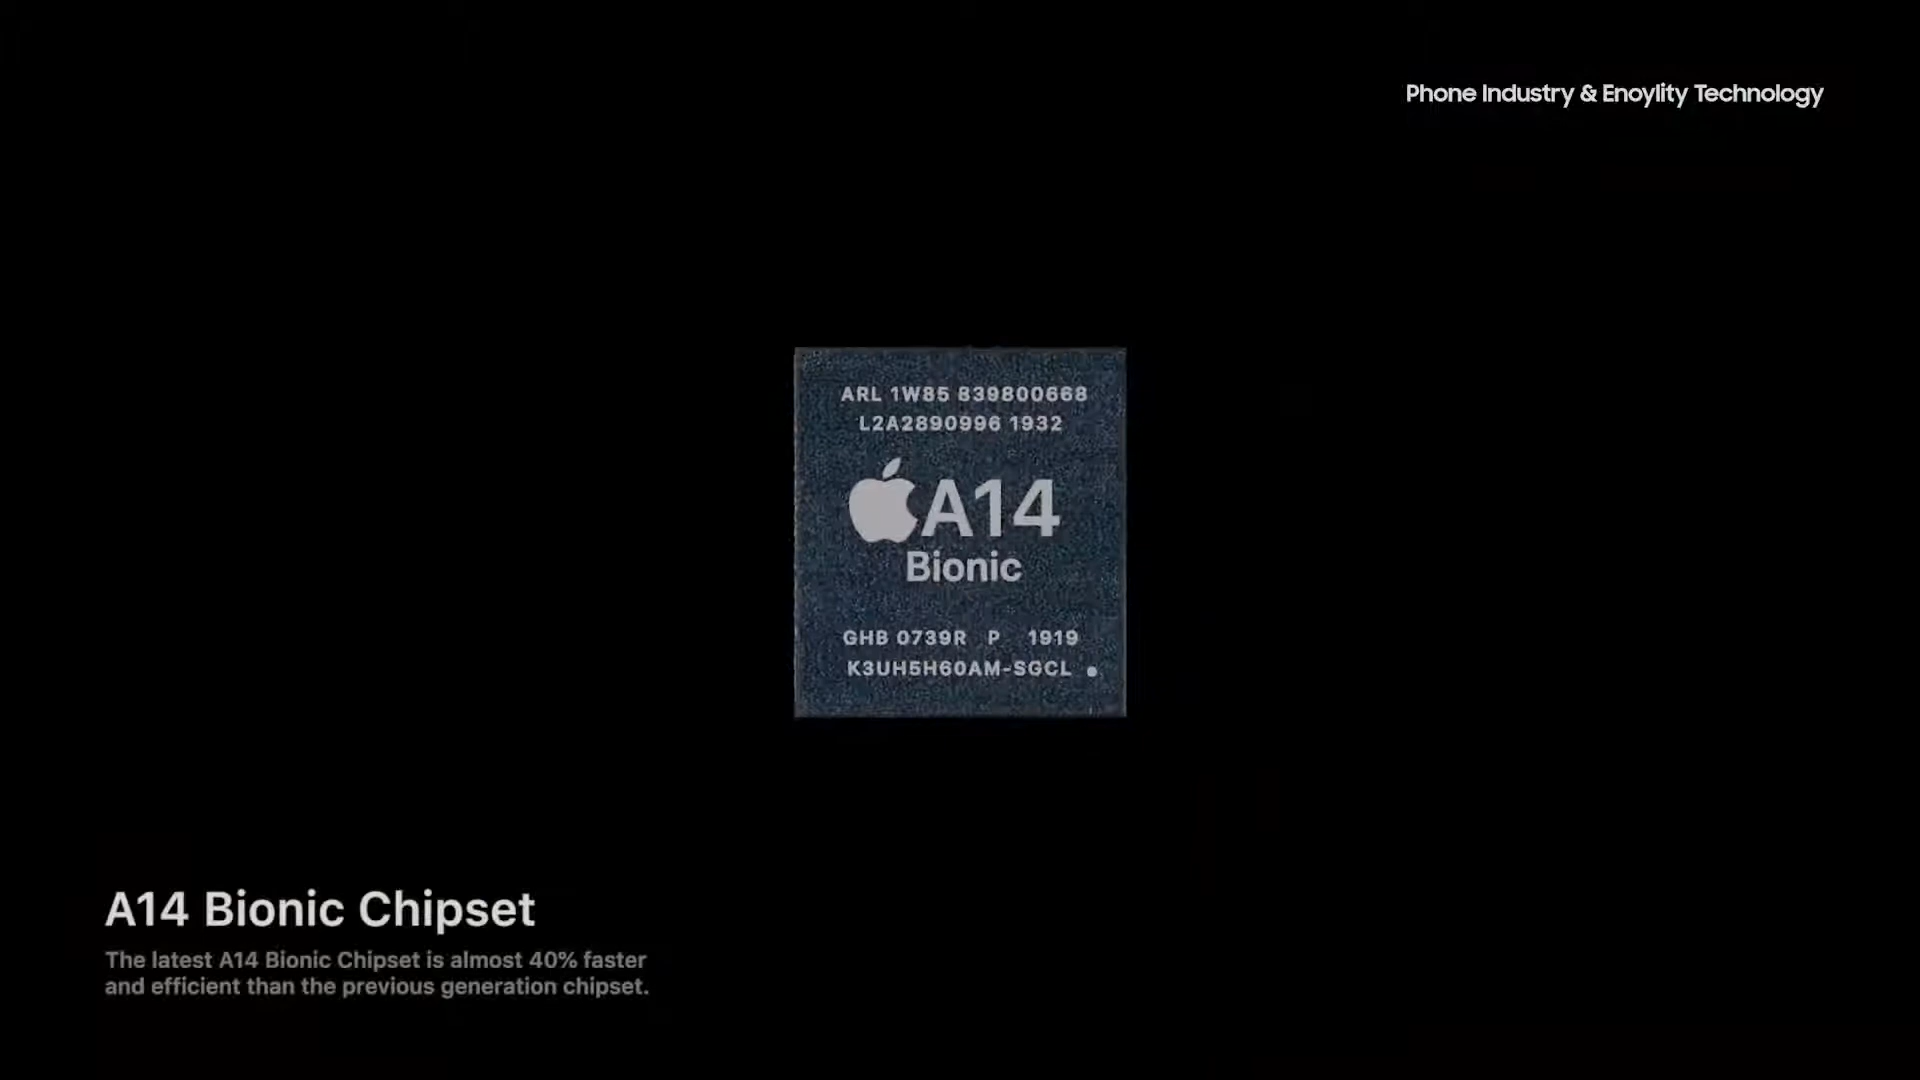 Phone Industry & Enoylity Technology
ARL 1W85 839800668
L2A2890996 1932
A14
Bionic
GHB 0739R P 1919
K3UH5H60AM-SGCL
A14 Bionic Chipset
The latest A14 Bionic Chipset is almost 40% faster
and efficient than the previous generation chipset.